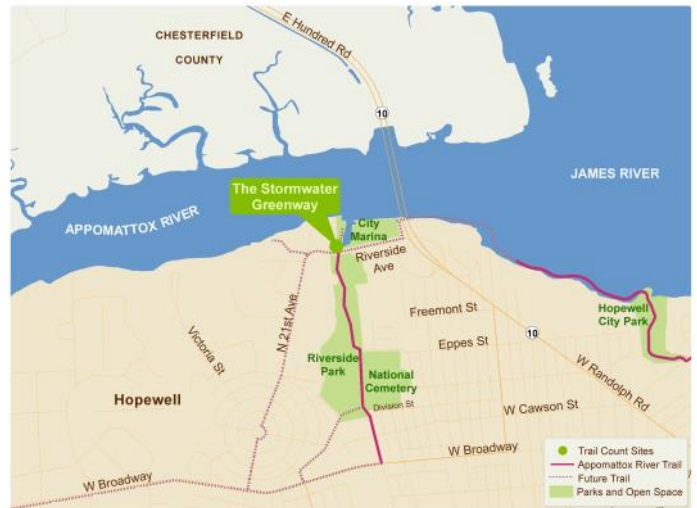 E Hundred Rd
CHESTERFIELD
COUNTY
10
JAMES RIVER
The Stormwater
Greenway
APPOMATTOX RIVER
City
Marina
Riverside
Ave
Hopewell
City Park
Freemont St
N 21st Ave
Victoria St
Eppes St
10
Riverside
Park
National
Cemetery
W Randolph Rd
Hopewell
Division St
W Cawson St
W Broadway
W Broadway
Trail Count Sites
Appomattox River Trail
Future Trail
Parks and Open Space